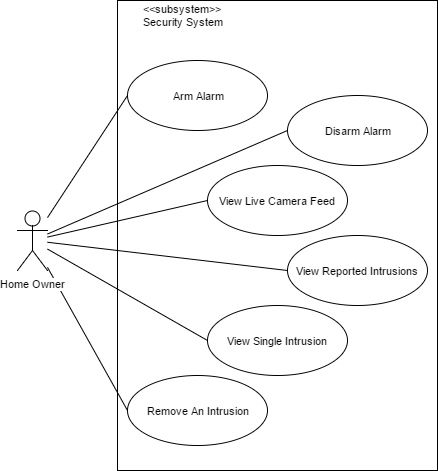 <<subsystem>>
Security System
Arm Alarm
Disarm Alarm
View Live Camera Feed
View Reported Intrusions
Home Owner
View Single Intrusion
Remove An Intrusion